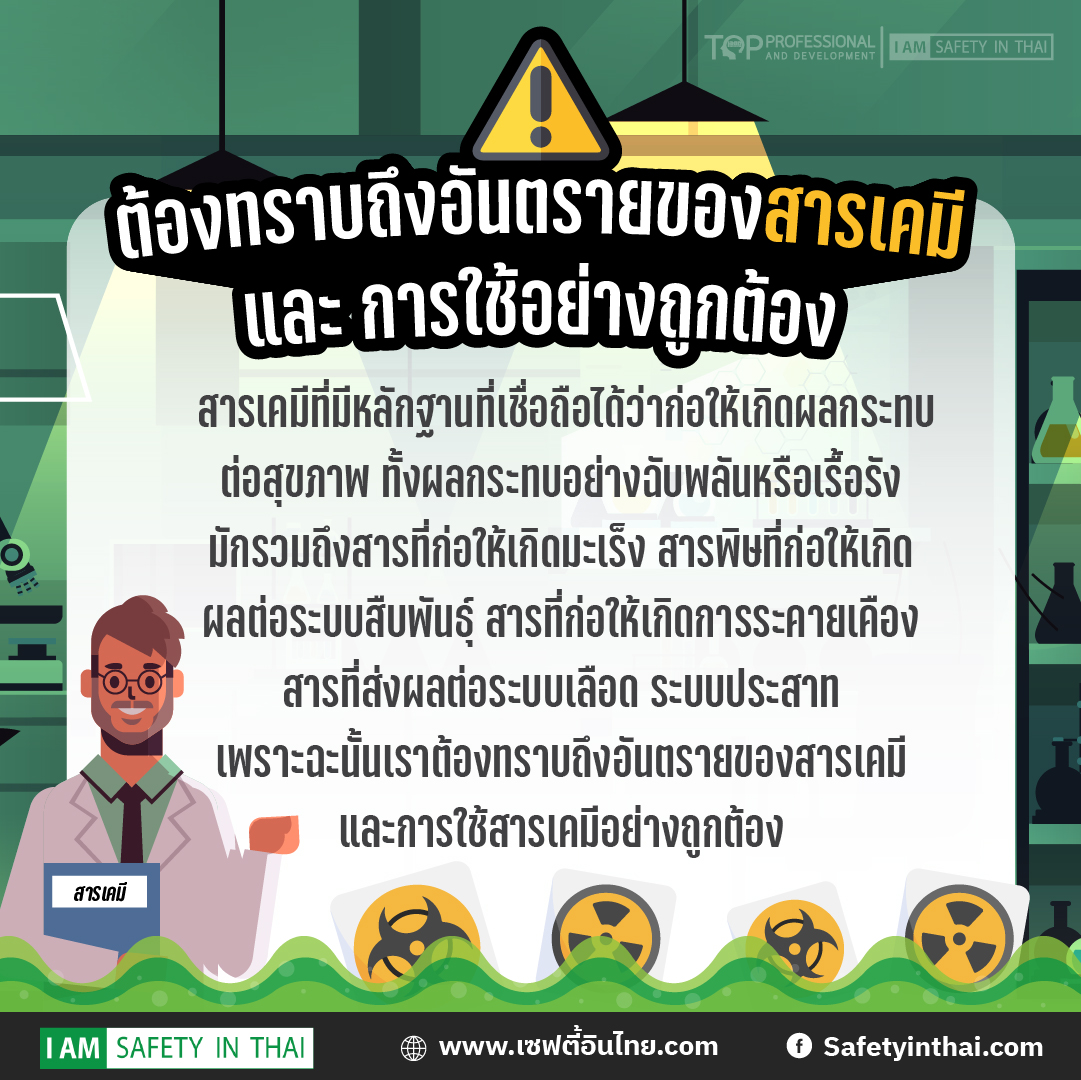 TOP PROFESSIONAL AND DEVELOPMENT
I AM SAFETY IN THAI
ต้องทราบถึงอันตรายของสารเคมี
และ การใช้อย่างถูกต้อง
สารเคมีที่มีหลักฐานที่เชื่อถือได้ว่าก่อให้เกิดผลกระทบ
ต่อสุขภาพ ทั้งผลกระทบอย่างฉับพลันหรือเรื้อรัง
มักรวมถึงสารที่ก่อให้เกิดมะเร็ง สารพิษที่ก่อให้เกิด
ผลต่อระบบสืบพันธุ์ สารที่ก่อให้เกิดการระคายเคือง
สารที่ส่งผลต่อระบบเลือด ระบบประสาท
เพราะฉะนั้นเราต้องทราบถึงอันตรายของสารเคมี
และการใช้สารเคมีอย่างถูกต้อง
สารเคมี
I AM SAFETY IN THAI
www.เซฟตี้อินไทย.com
Safetyinthai.com